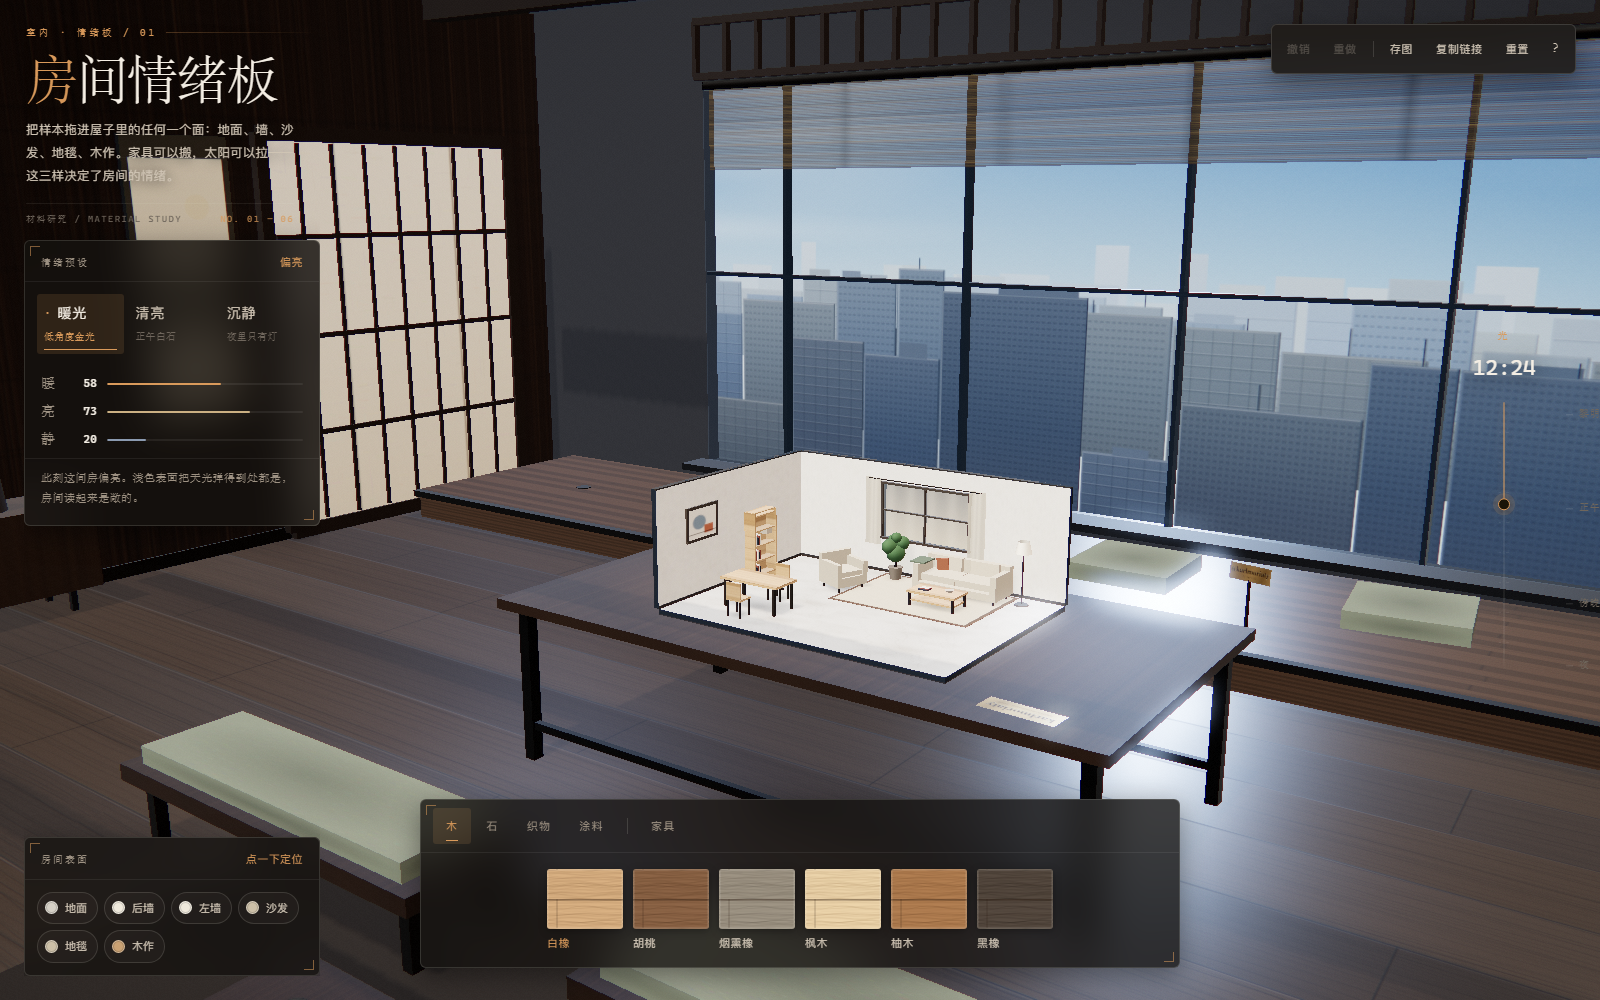 室内 · 情绪板 / 01
房间情绪板
把样本拖进屋子里的任何一个面：地面、墙、沙
发、地毯、木作。家具可以搬，太阳可以拉——
这三样决定了房间的情绪。
材料研究 / MATERIAL STUDY
NO. 01 — 06
撤销 重做 存图 复制链接 重置 ?
情绪预设 偏亮
· 暖光 清亮 沉静
低角度金光 正午白石 夜里只有灯
暖 58
亮 73
静 20
此刻这间房偏亮。浅色表面把天光弹得到处都是，
房间读起来是敞的。
12:24
正午
房间表面 点一下定位
地面 后墙 左墙 沙发
地毯 木作
木 石 织物 涂料 家具
白橡 胡桃 烟熏橡 枫木 柚木 黑橡